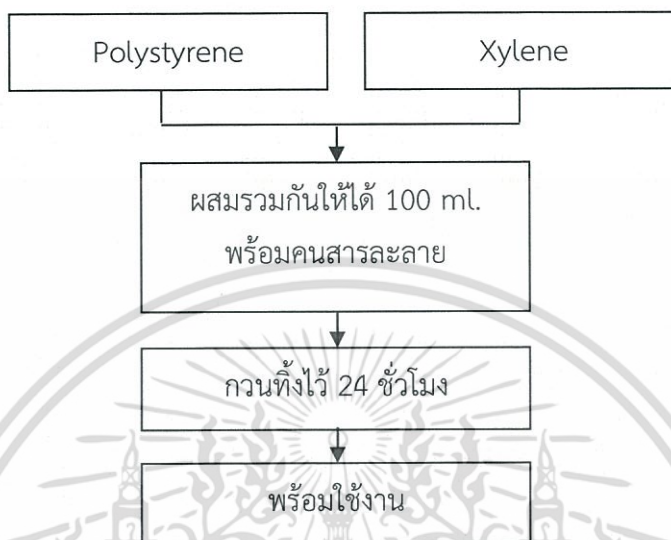 Polystyrene
Xylene
ผสมรวมกันให้ได้ 100 ml.
พร้อมคนสารละลาย
กวนทิ้งไว้ 24 ชั่วโมง
พร้อมใช้งาน